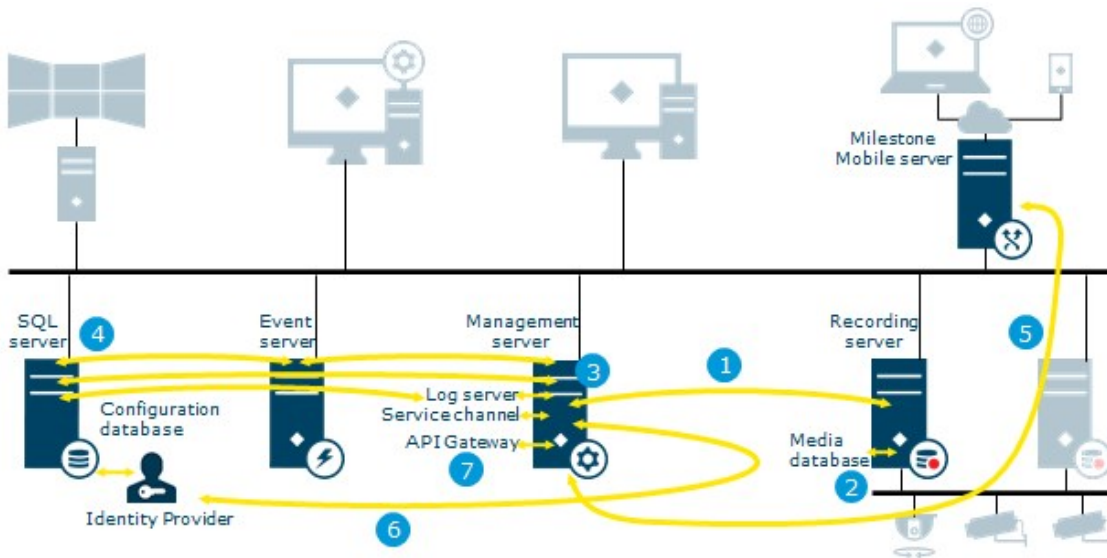 Milestone
Mobile server
SQL
server
4
Event
server
Management
server
Recording
server
5
1
3
Log server
Service channel
API Gateway
7
Configuration
database
Media
database
2
Identity Provider
6